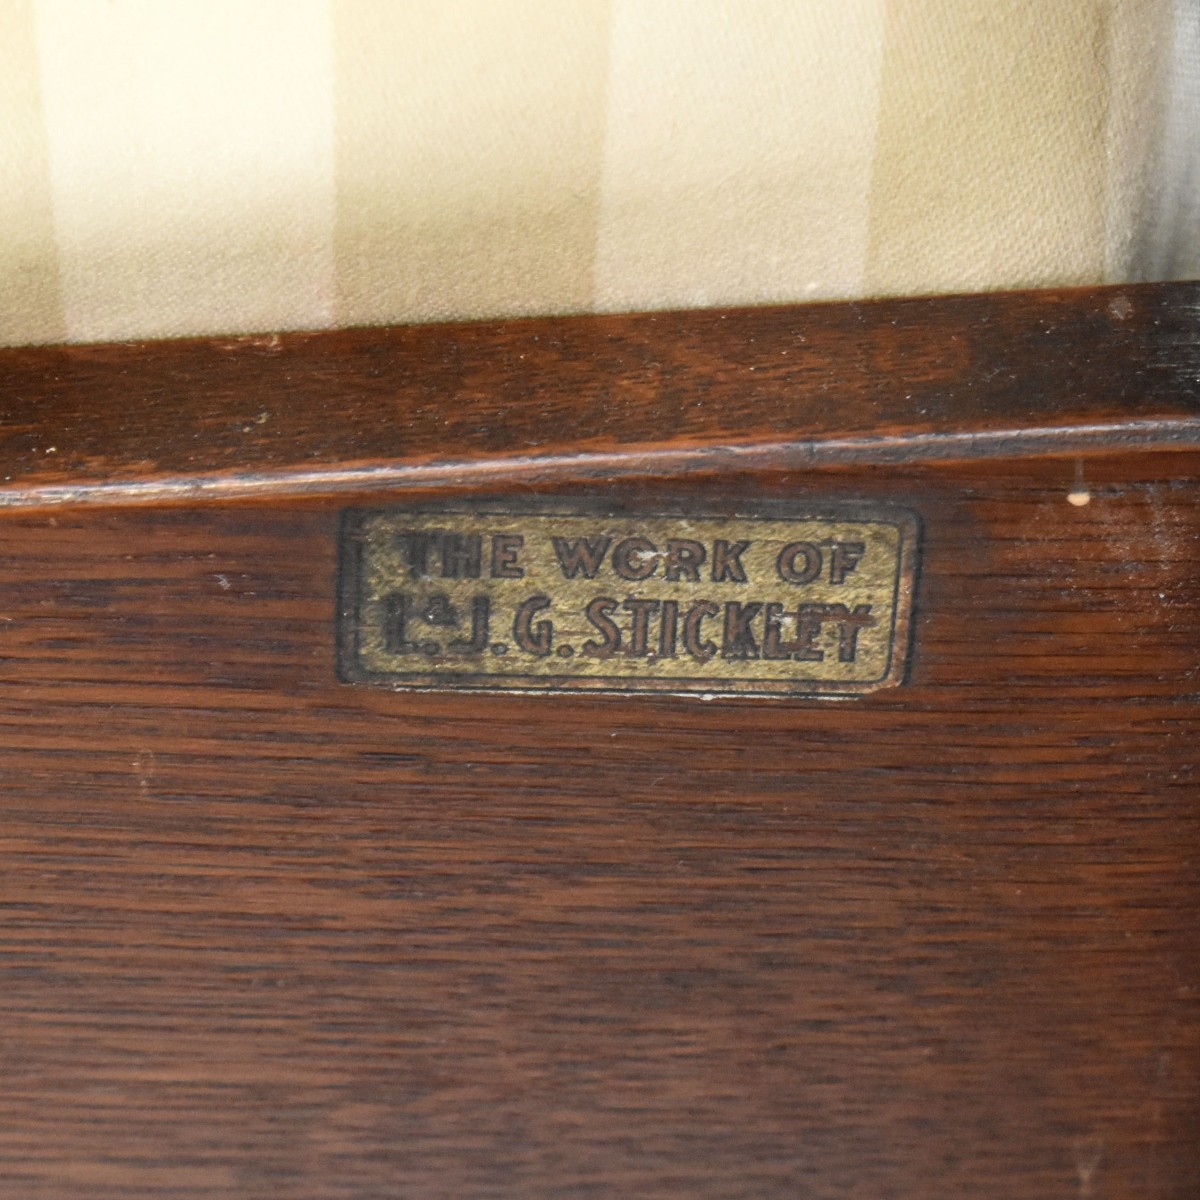 THE WORK OF
L. & J. G. STICKLEY